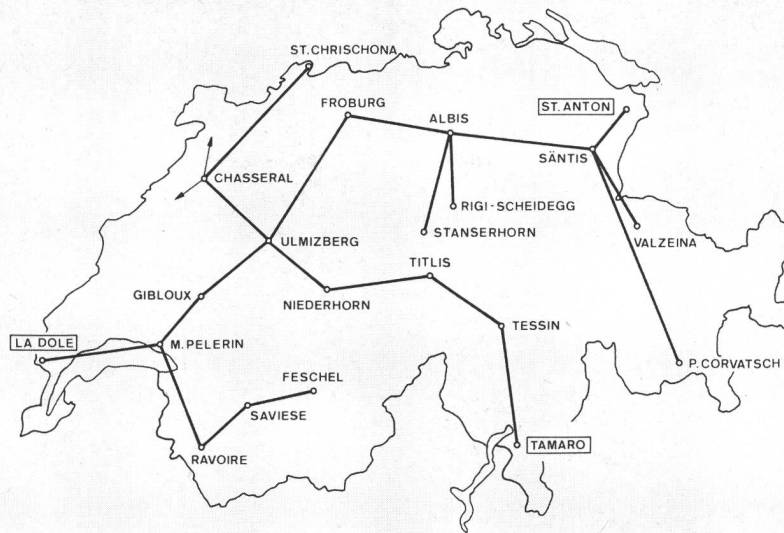 ST. CHRISCHONA
FROBURG
ALBIS
ST. ANTON
SÄNTIS
CHASSERAL
RIGI-SCHEIDEGG
STANSERHORN
VALZEINA
ULMIZBERG
TITLIS
GIBLOUX
NIEDERHORN
TESSIN
LA DOLE
M. PELERIN
P. CORVATSCH
FESCHEL
SAVIESE
RAVOIRE
TAMARO